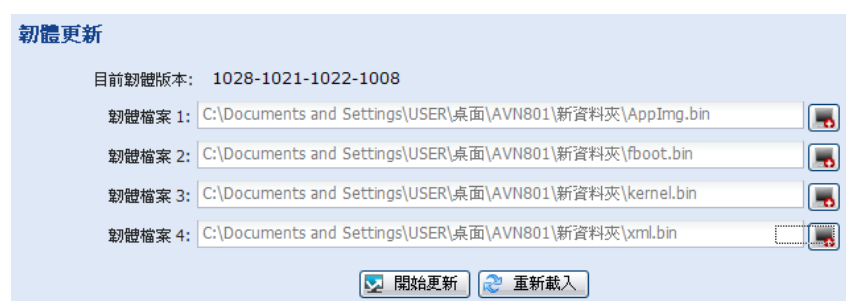 韌體更新
目前韌體版本: 1028-1021-1022-1008
韌體檔案 1: C:\Documents and Settings\USER\桌面\AVN801\新資料夾\AppImg.bin
韌體檔案 2: C:\Documents and Settings\USER\桌面\AVN801\新資料夾\fboot.bin
韌體檔案 3: C:\Documents and Settings\USER\桌面\AVN801\新資料夾\kernel.bin
韌體檔案 4: C:\Documents and Settings\USER\桌面\AVN801\新資料夾\xml.bin
開始更新 重新載入